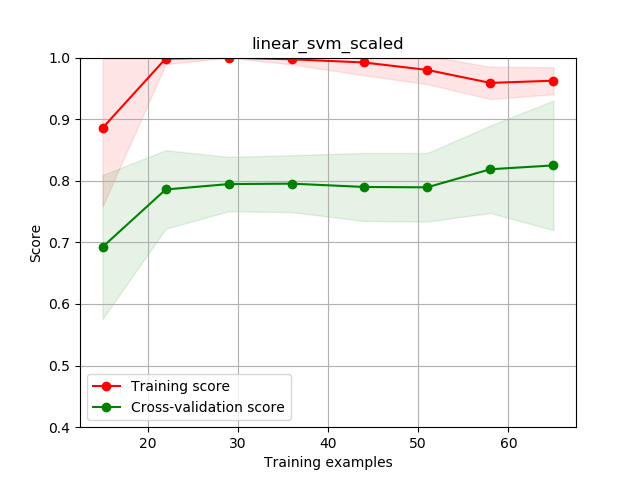 linear_svm_scaled
1.0
0.9
0.8
0.7
0.6
0.5
0.4
Score
Training score
Cross-validation score
20 30 40 50 60
Training examples